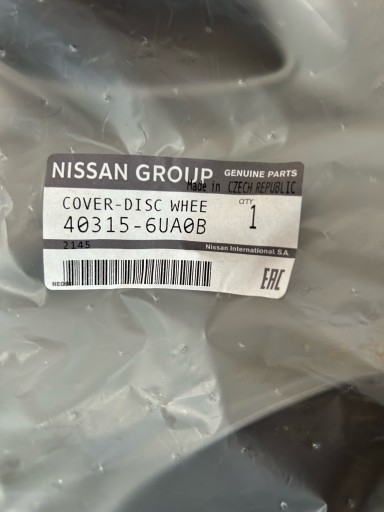 NISSAN GROUP GENUINE PARTS
Made in CZECH REPUBLIC
COVER-DISC WHEE QTY
40315-6UA0B 1
2145 Nissan International S.A.
EAC